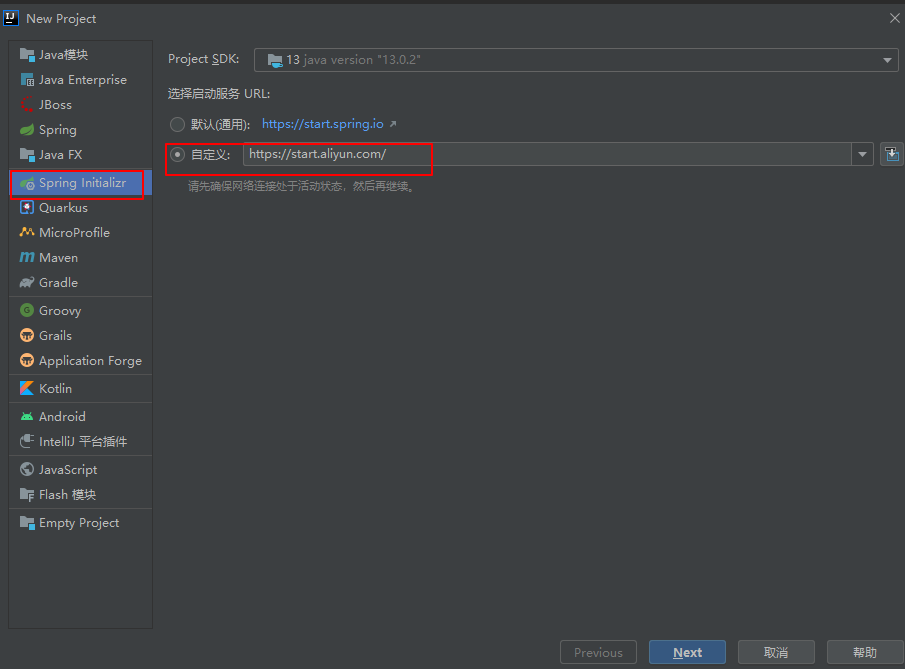 New Project
Java模块
Java Enterprise
JBoss
Spring
Java FX
Spring Initializr
Quarkus
MicroProfile
Maven
Gradle
Groovy
Grails
Application Forge
Kotlin
Android
IntelliJ 平台插件
JavaScript
Flash 模块
Empty Project
Project SDK: 13 java version "13.0.2"
选择启动服务 URL:
默认(通用): https://start.spring.io
自定义: https://start.aliyun.com/
请先确保网络连接处于活动状态，然后再继续。
Previous Next 取消 帮助